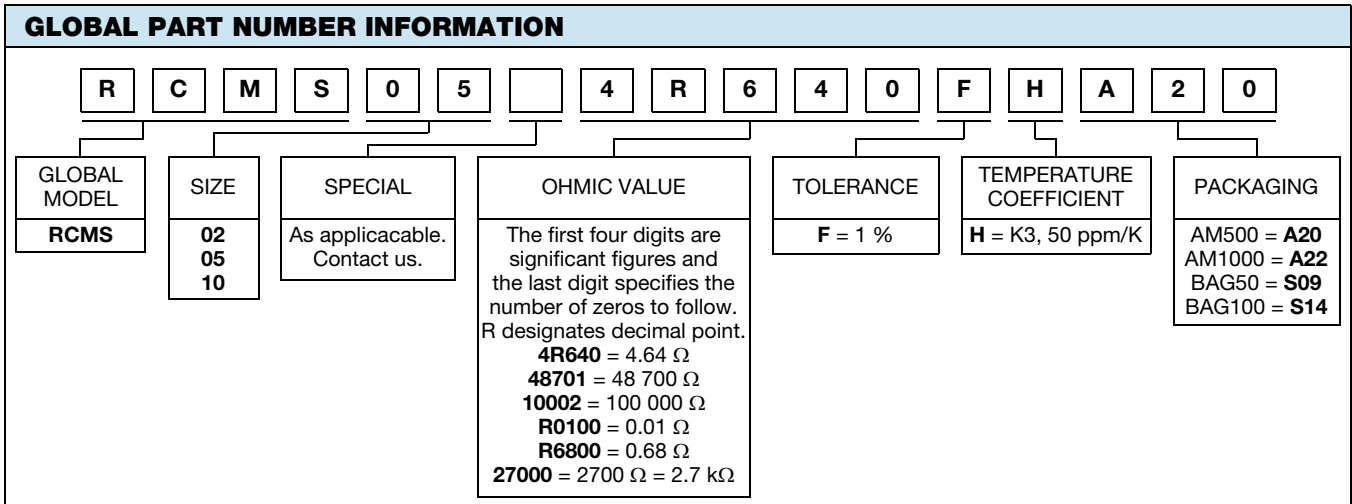 GLOBAL PART NUMBER INFORMATION
R C M S 0 5 4 R 6 4 0 F H A 2 0
GLOBAL
MODEL
RCMS
SIZE
02
05
10
SPECIAL
As applicacable.
Contact us.
OHMIC VALUE
The first four digits are
significant figures and
the last digit specifies the
number of zeros to follow.
R designates decimal point.
4R640 = 4.64 Ω
48701 = 48 700 Ω
10002 = 100 000 Ω
R0100 = 0.01 Ω
R6800 = 0.68 Ω
27000 = 2700 Ω = 2.7 kΩ
TOLERANCE
F = 1 %
TEMPERATURE
COEFFICIENT
H = K3, 50 ppm/K
PACKAGING
AM500 = A20
AM1000 = A22
BAG50 = S09
BAG100 = S14